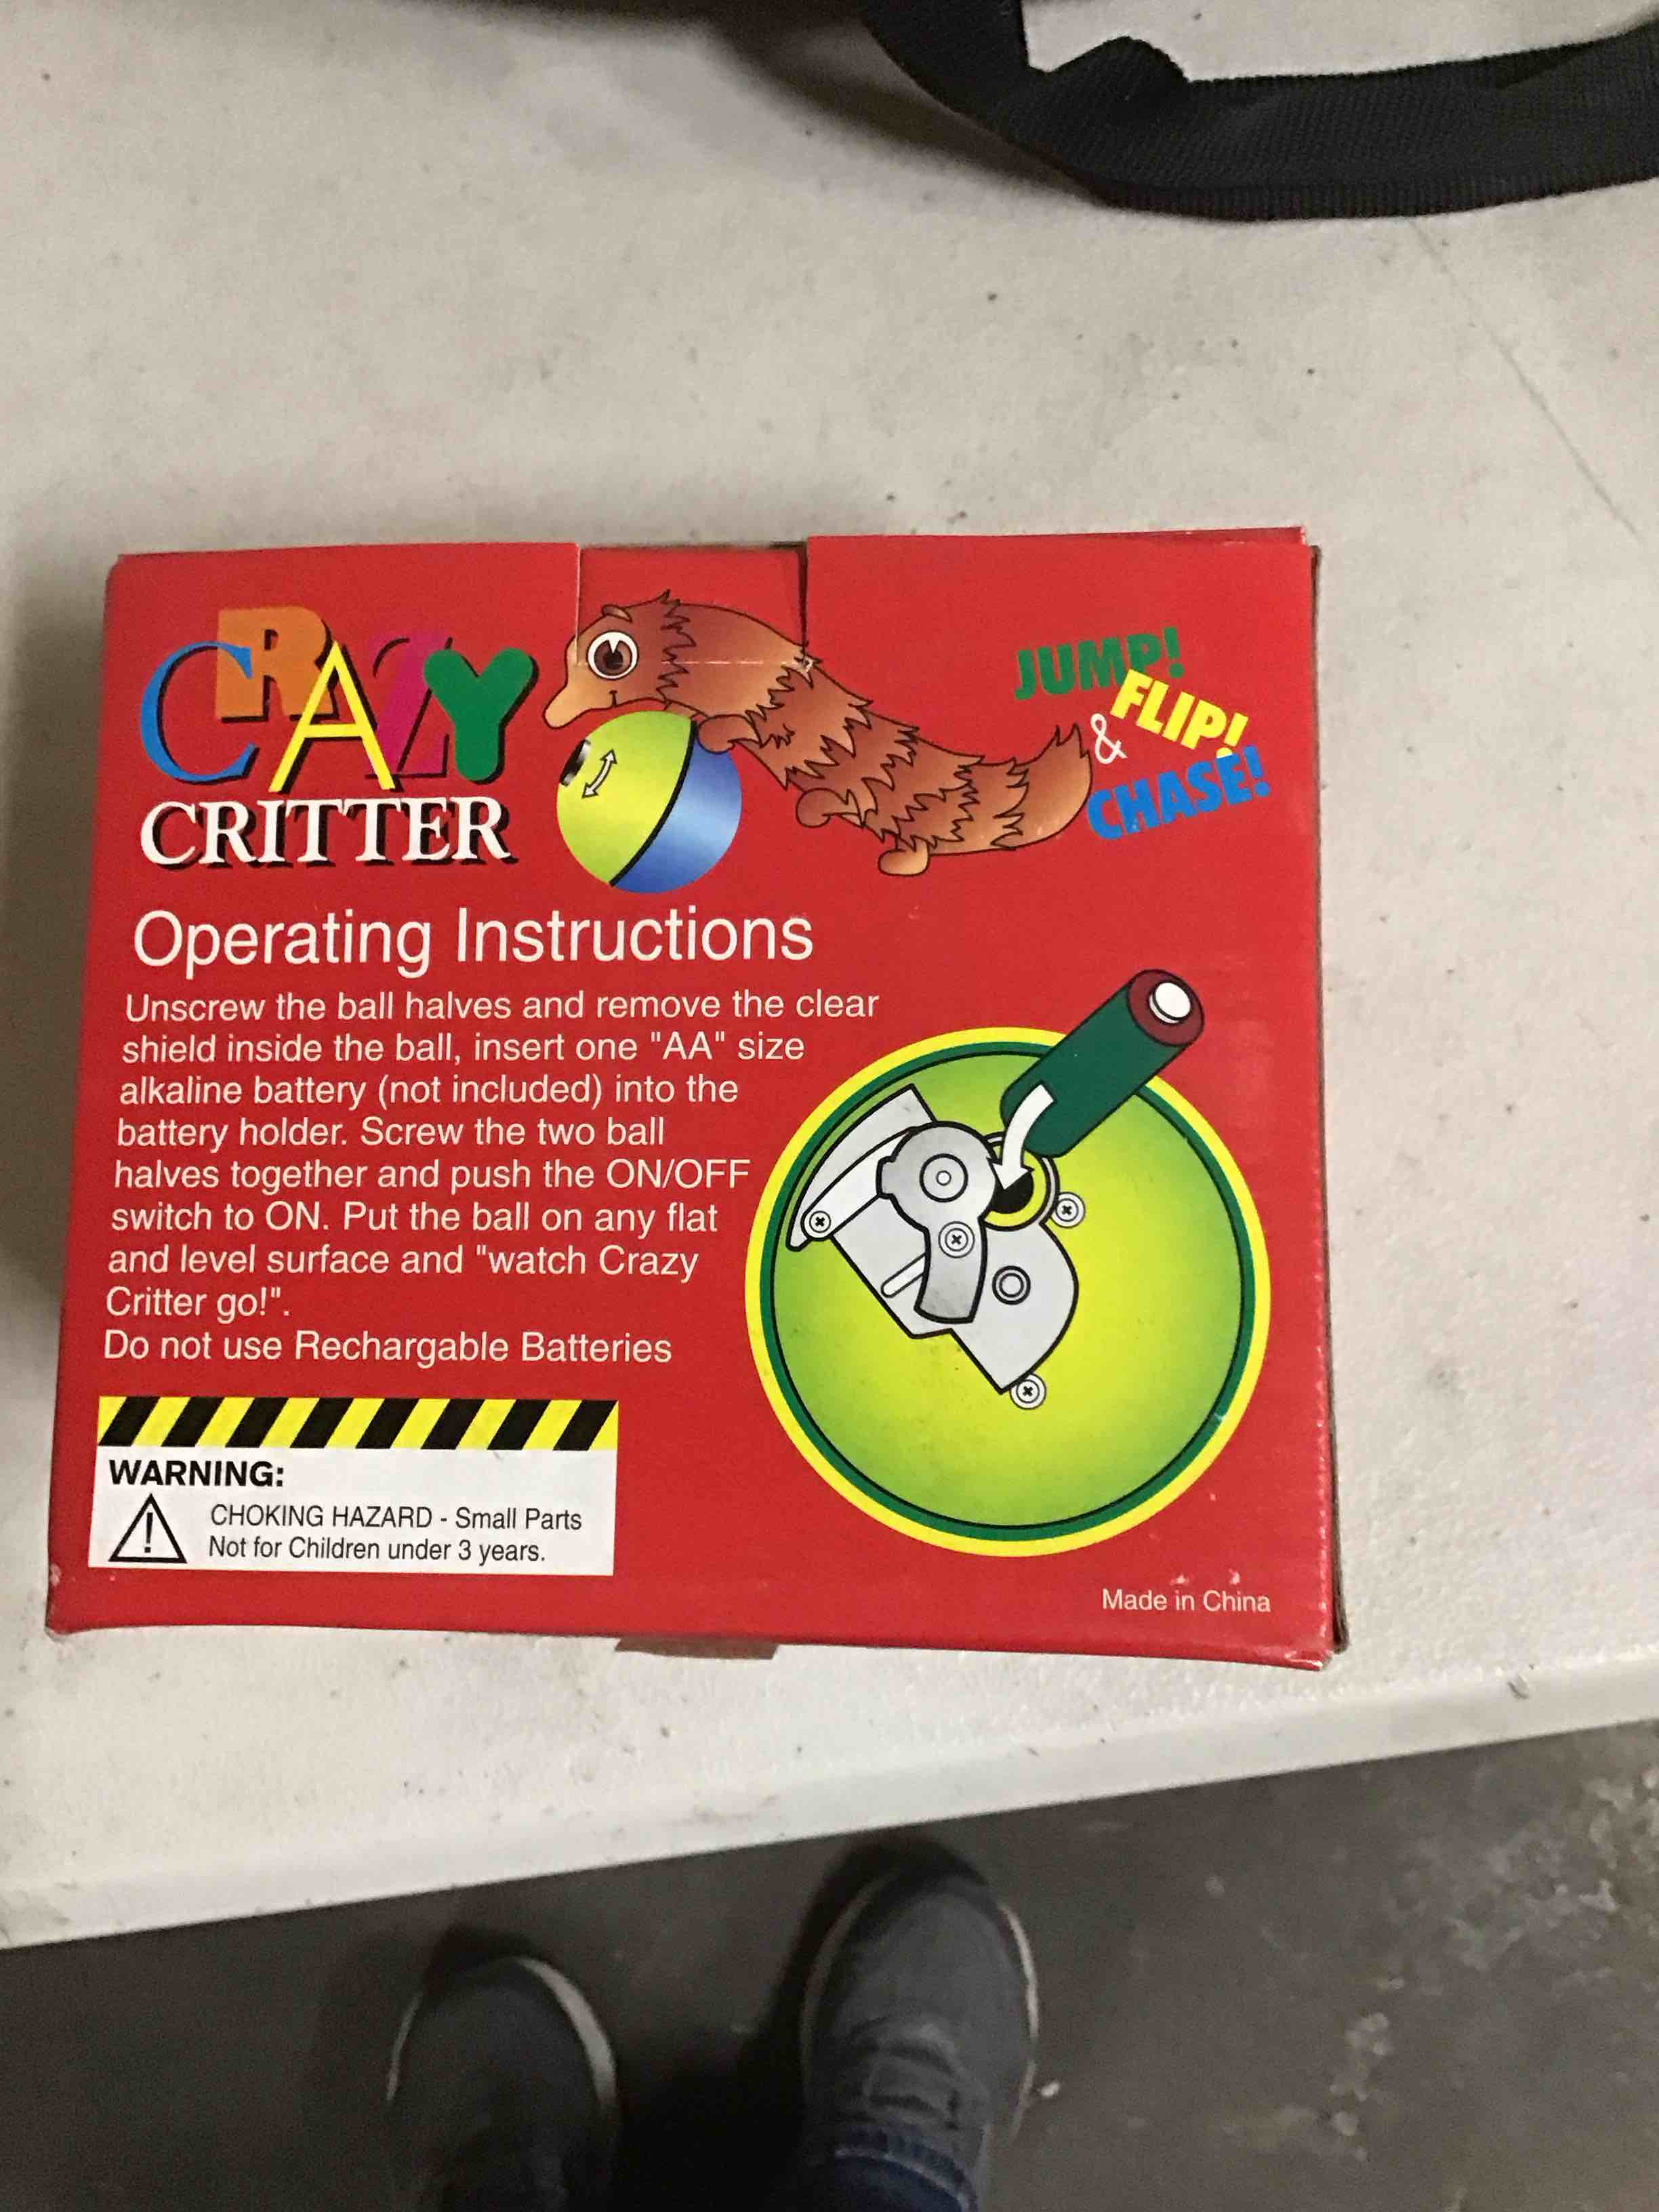 CRAZY
CRITTER
JUMP!
FLIP!
&
CHASE!
Operating Instructions
Unscrew the ball halves and remove the clear
shield inside the ball, insert one "AA" size
alkaline battery (not included) into the
battery holder. Screw the two ball
halves together and push the ON/OFF
switch to ON. Put the ball on any flat
and level surface and "watch Crazy
Critter go!".
Do not use Rechargable Batteries
WARNING:
CHOKING HAZARD - Small Parts
Not for Children under 3 years.
Made in China